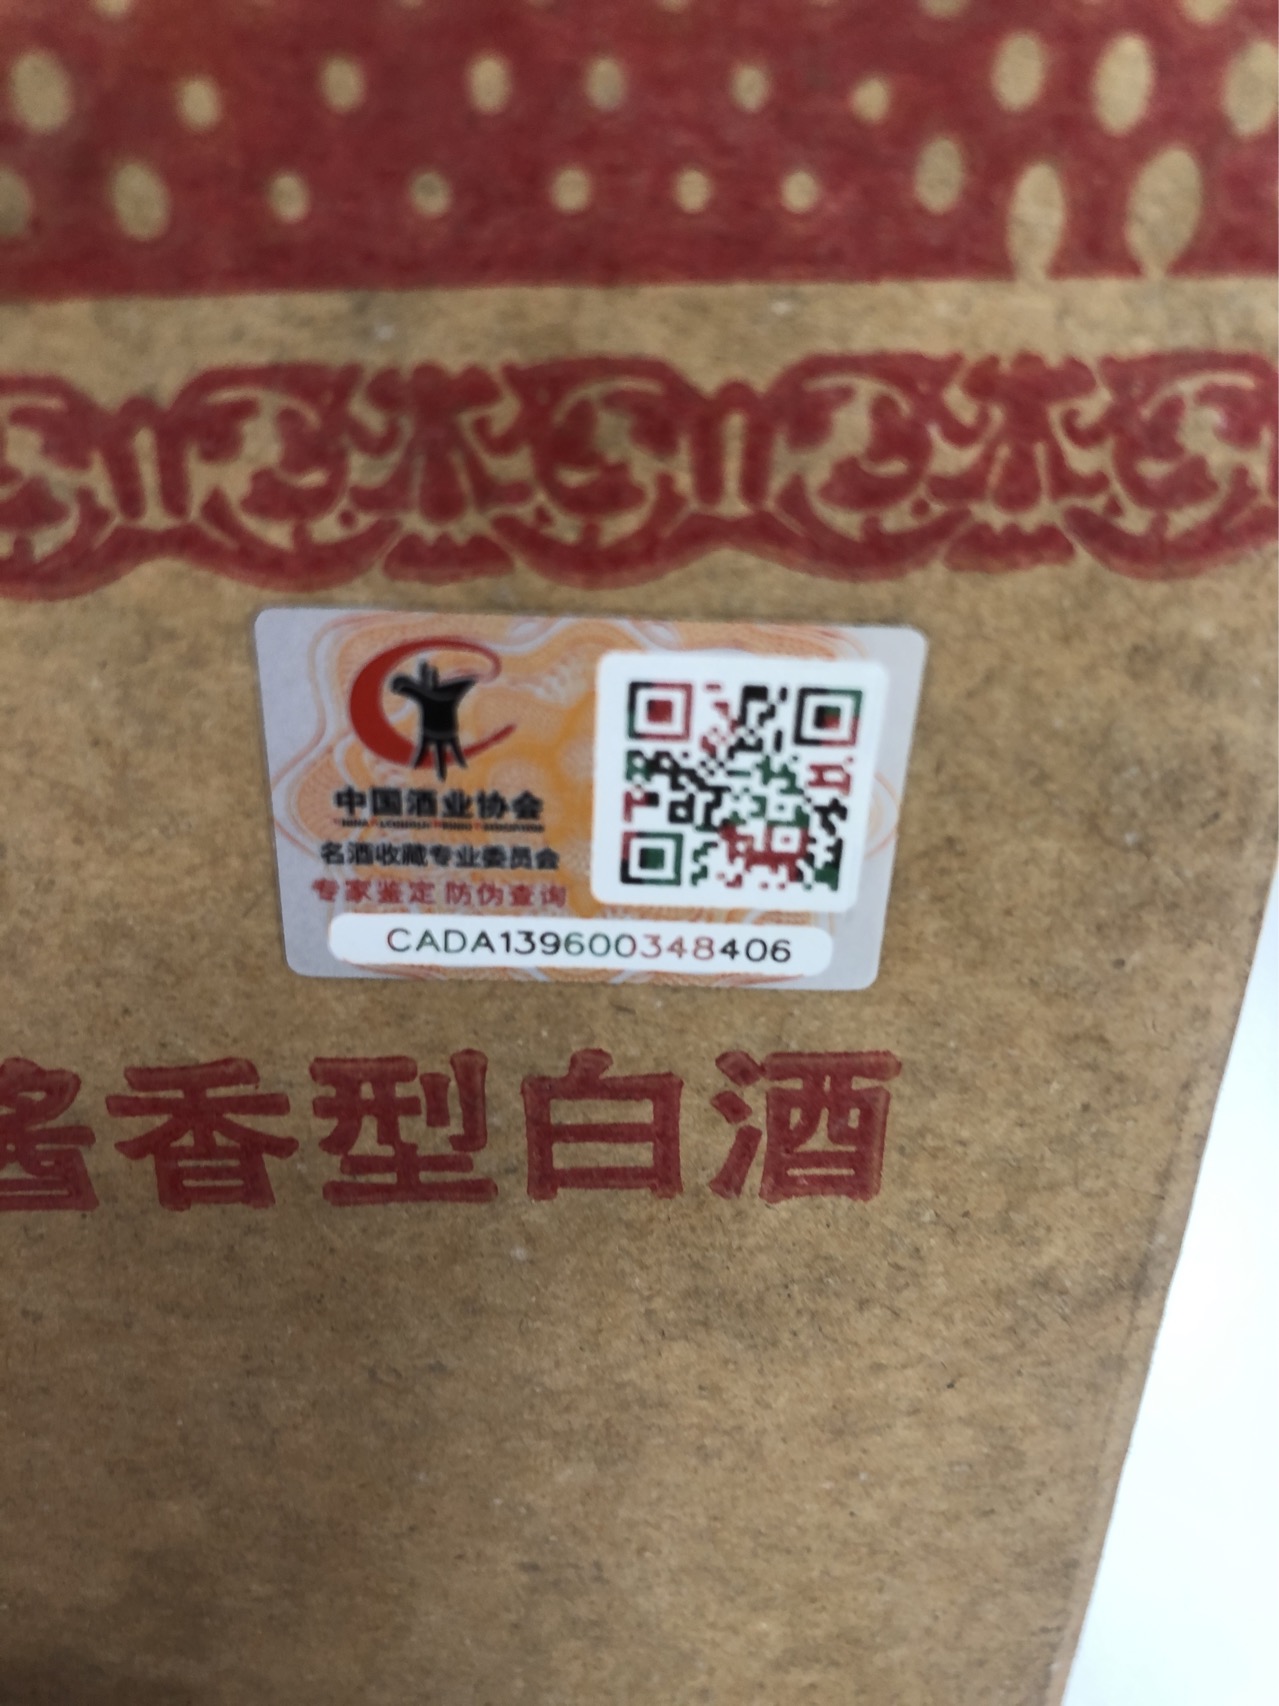 中国酒业协会
名酒收藏专业委员会
专家鉴定 防伪查询
CADA139600348406
酱香型白酒